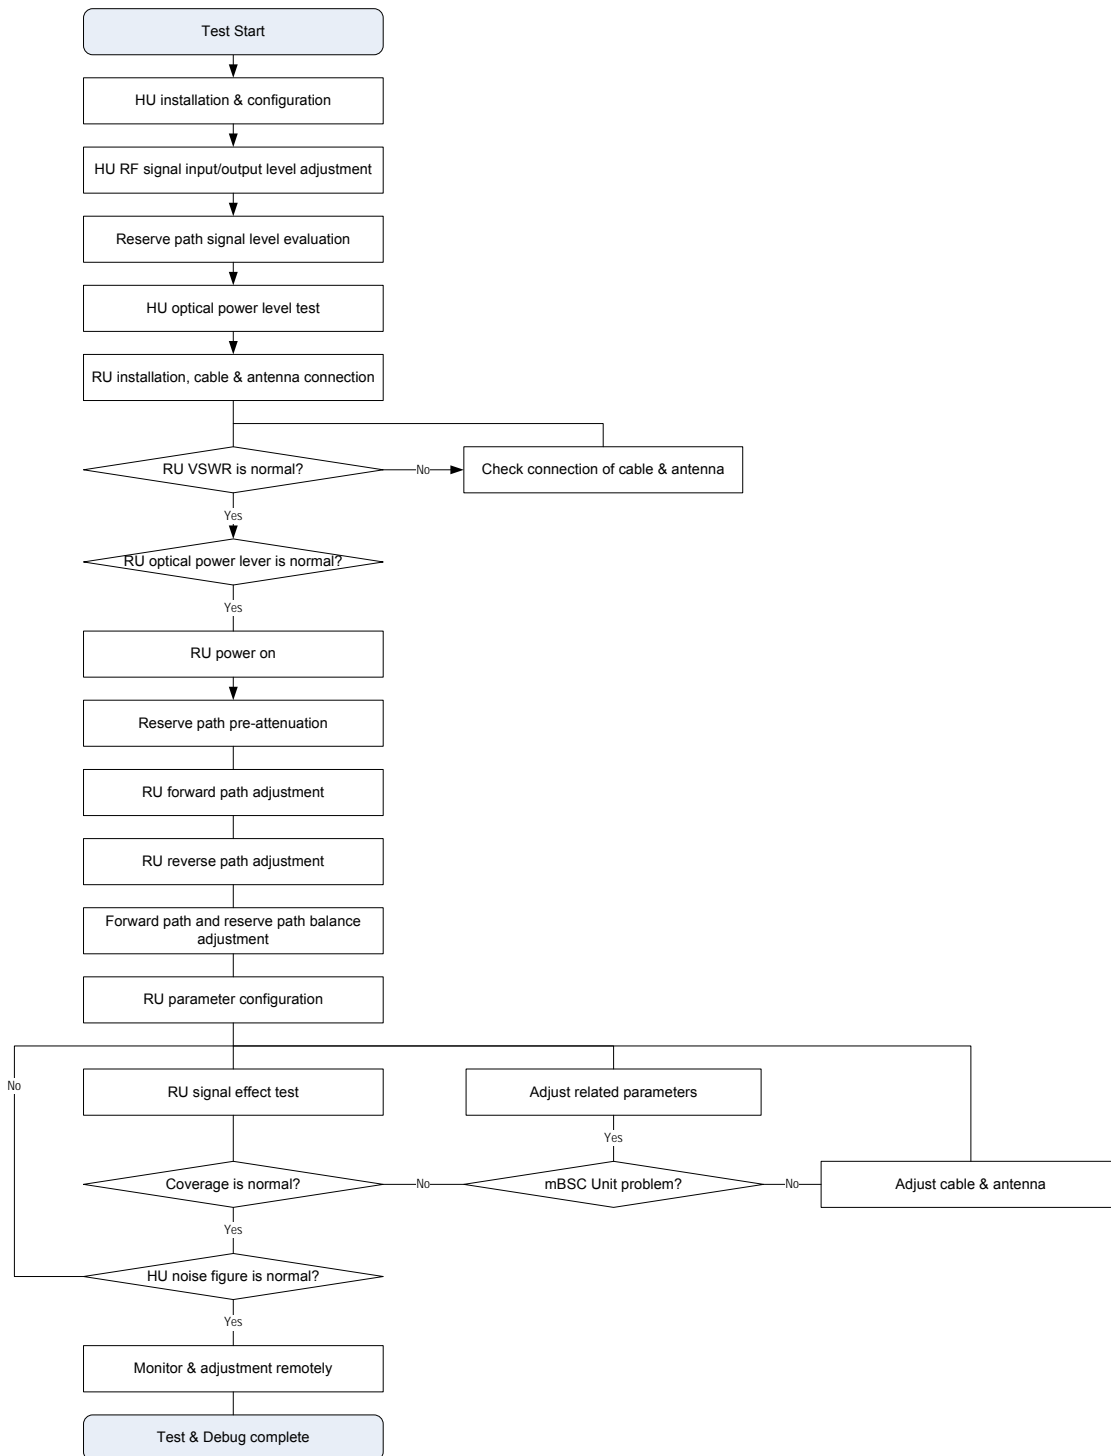 Test Start
HU installation & configuration
HU RF signal input/output level adjustment
Reserve path signal level evaluation
HU optical power level test
RU installation, cable & antenna connection
RU VSWR is normal?
No
Check connection of cable & antenna
Yes
RU optical power lever is normal?
Yes
RU power on
Reserve path pre-attenuation
RU forward path adjustment
RU reverse path adjustment
Forward path and reserve path balance
adjustment
RU parameter configuration
No
RU signal effect test
Adjust related parameters
Yes
Coverage is normal?
No
mBSC Unit problem?
No
Adjust cable & antenna
Yes
HU noise figure is normal?
Yes
Monitor & adjustment remotely
Test & Debug complete